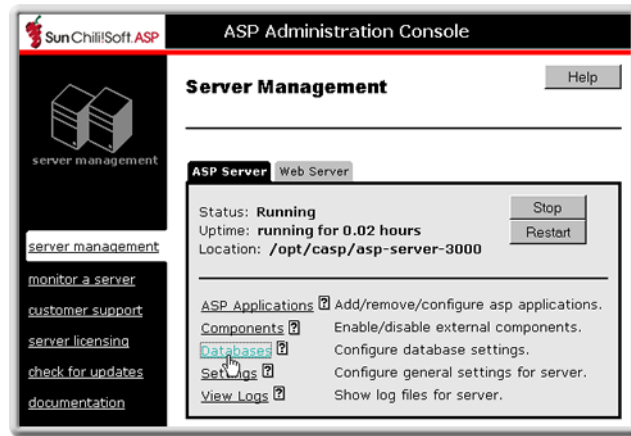 Sun Chili!Soft.ASP
ASP Administration Console
Server Management
Help
server management
ASP Server
Web Server
Status: Running
Stop
Uptime: running for 0.02 hours
Restart
Location: /opt/casp/asp-server-3000
server management
monitor a server
customer support
server licensing
check for updates
documentation
ASP Applications ? Add/remove/configure asp applications.
Components ? Enable/disable external components.
Databases ? Configure database settings.
Settings ? Configure general settings for server.
View Logs ? Show log files for server.